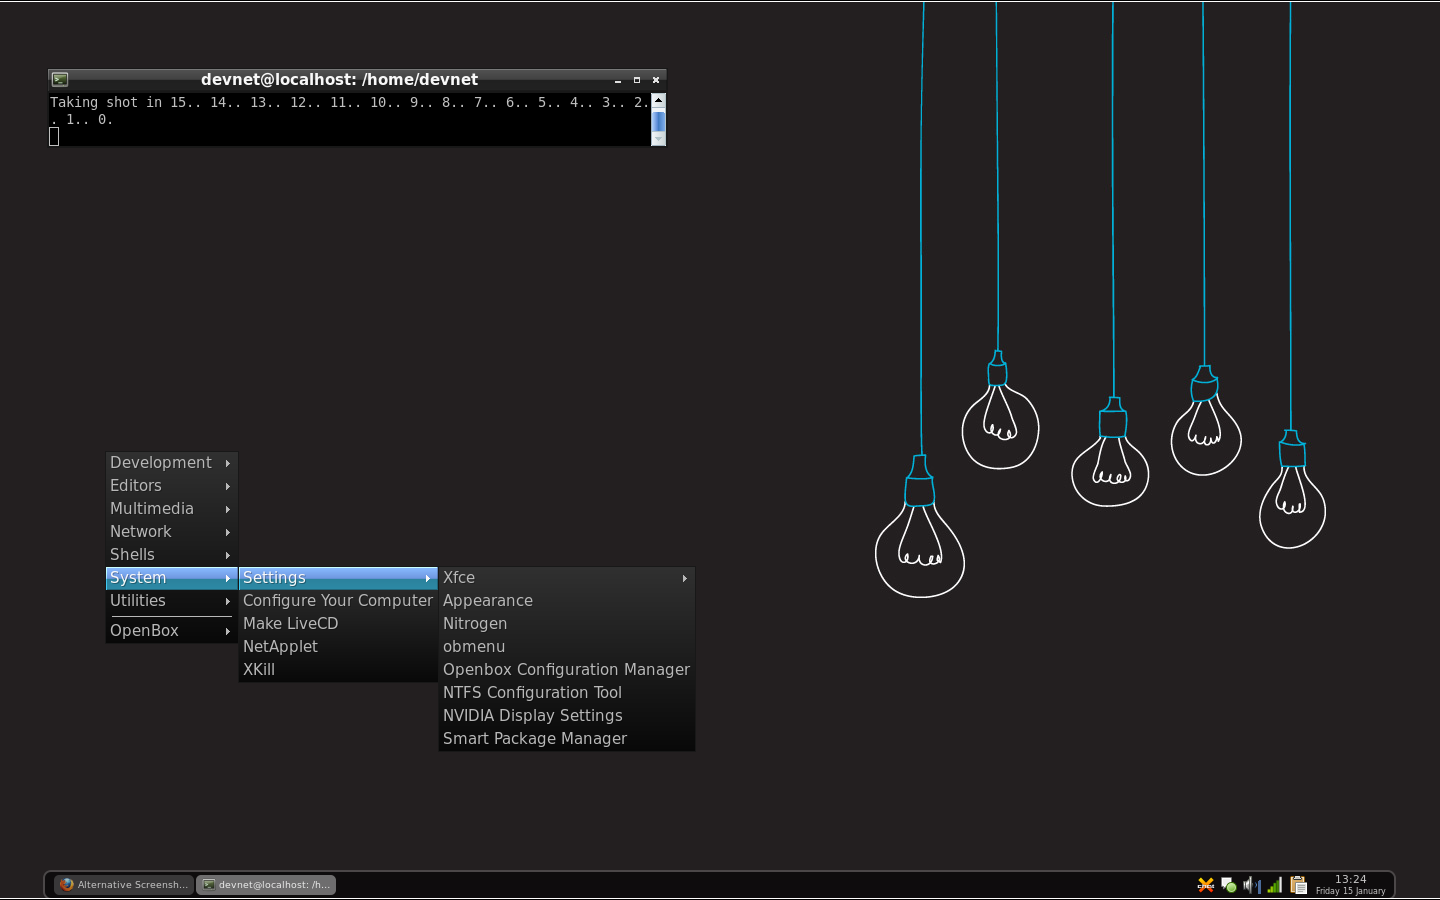 devnet@localhost: /home/devnet
Taking shot in 15.. 14.. 13.. 12.. 11.. 10.. 9.. 8.. 7.. 6.. 5.. 4.. 3.. 2.
. 1.. 0.
Development
Editors
Multimedia
Network
Shells
System
Utilities
OpenBox
Settings
Configure Your Computer
Make LiveCD
NetApplet
XKill
Xfce
Appearance
Nitrogen
obmenu
Openbox Configuration Manager
NTFS Configuration Tool
NVIDIA Display Settings
Smart Package Manager
Alternative Screensh...
devnet@localhost: /h...
13:24
Friday 15 January